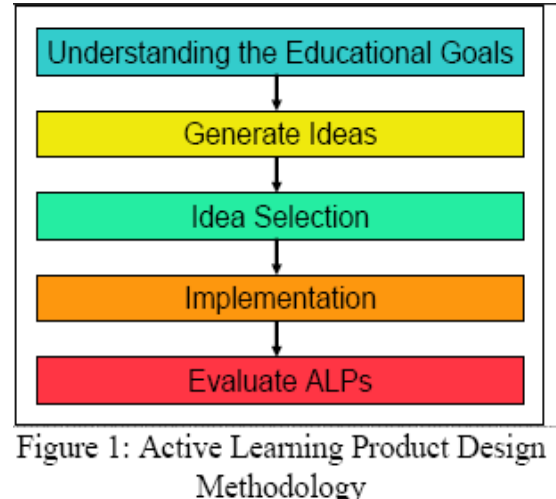 Understanding the Educational Goals
Generate Ideas
Idea Selection
Implementation
Evaluate ALPs
Figure 1: Active Learning Product Design
Methodology